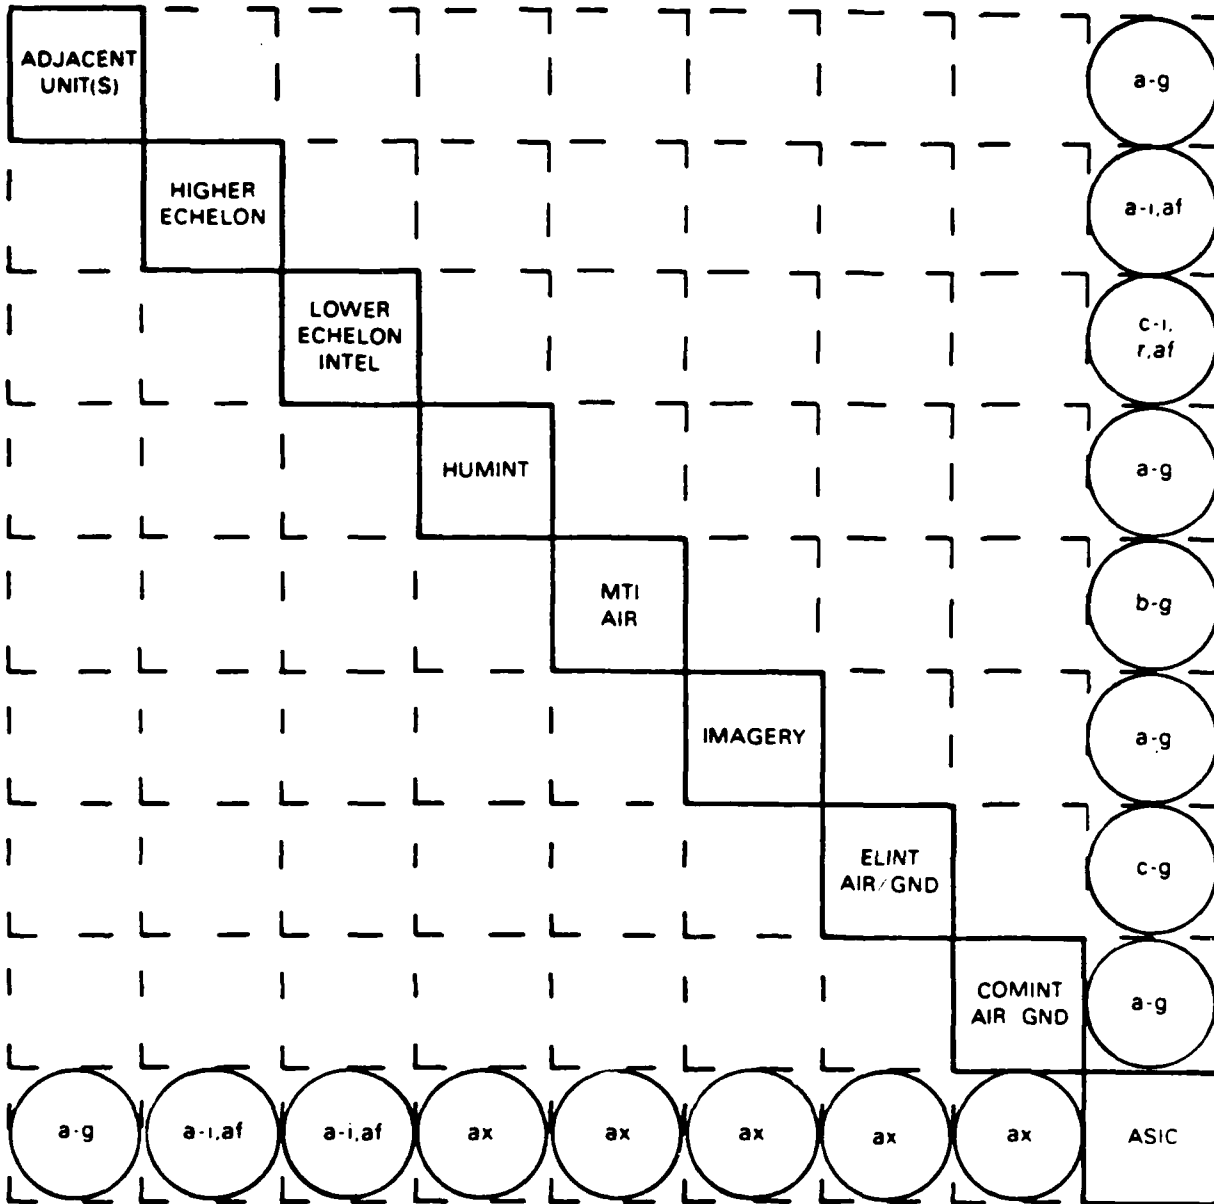 ADJACENT
UNIT(S)
a-g
HIGHER
ECHELON
a-ı,af
LOWER
ECHELON
INTEL
c-ı,
r,af
HUMINT
a-g
MTI
AIR
b-g
IMAGERY
a-g
ELINT
AIR/GND
c-g
COMINT
AIR GND
a-g
a-g
a-ı,af
a-i,af
ax
ax
ax
ax
ax
ASIC